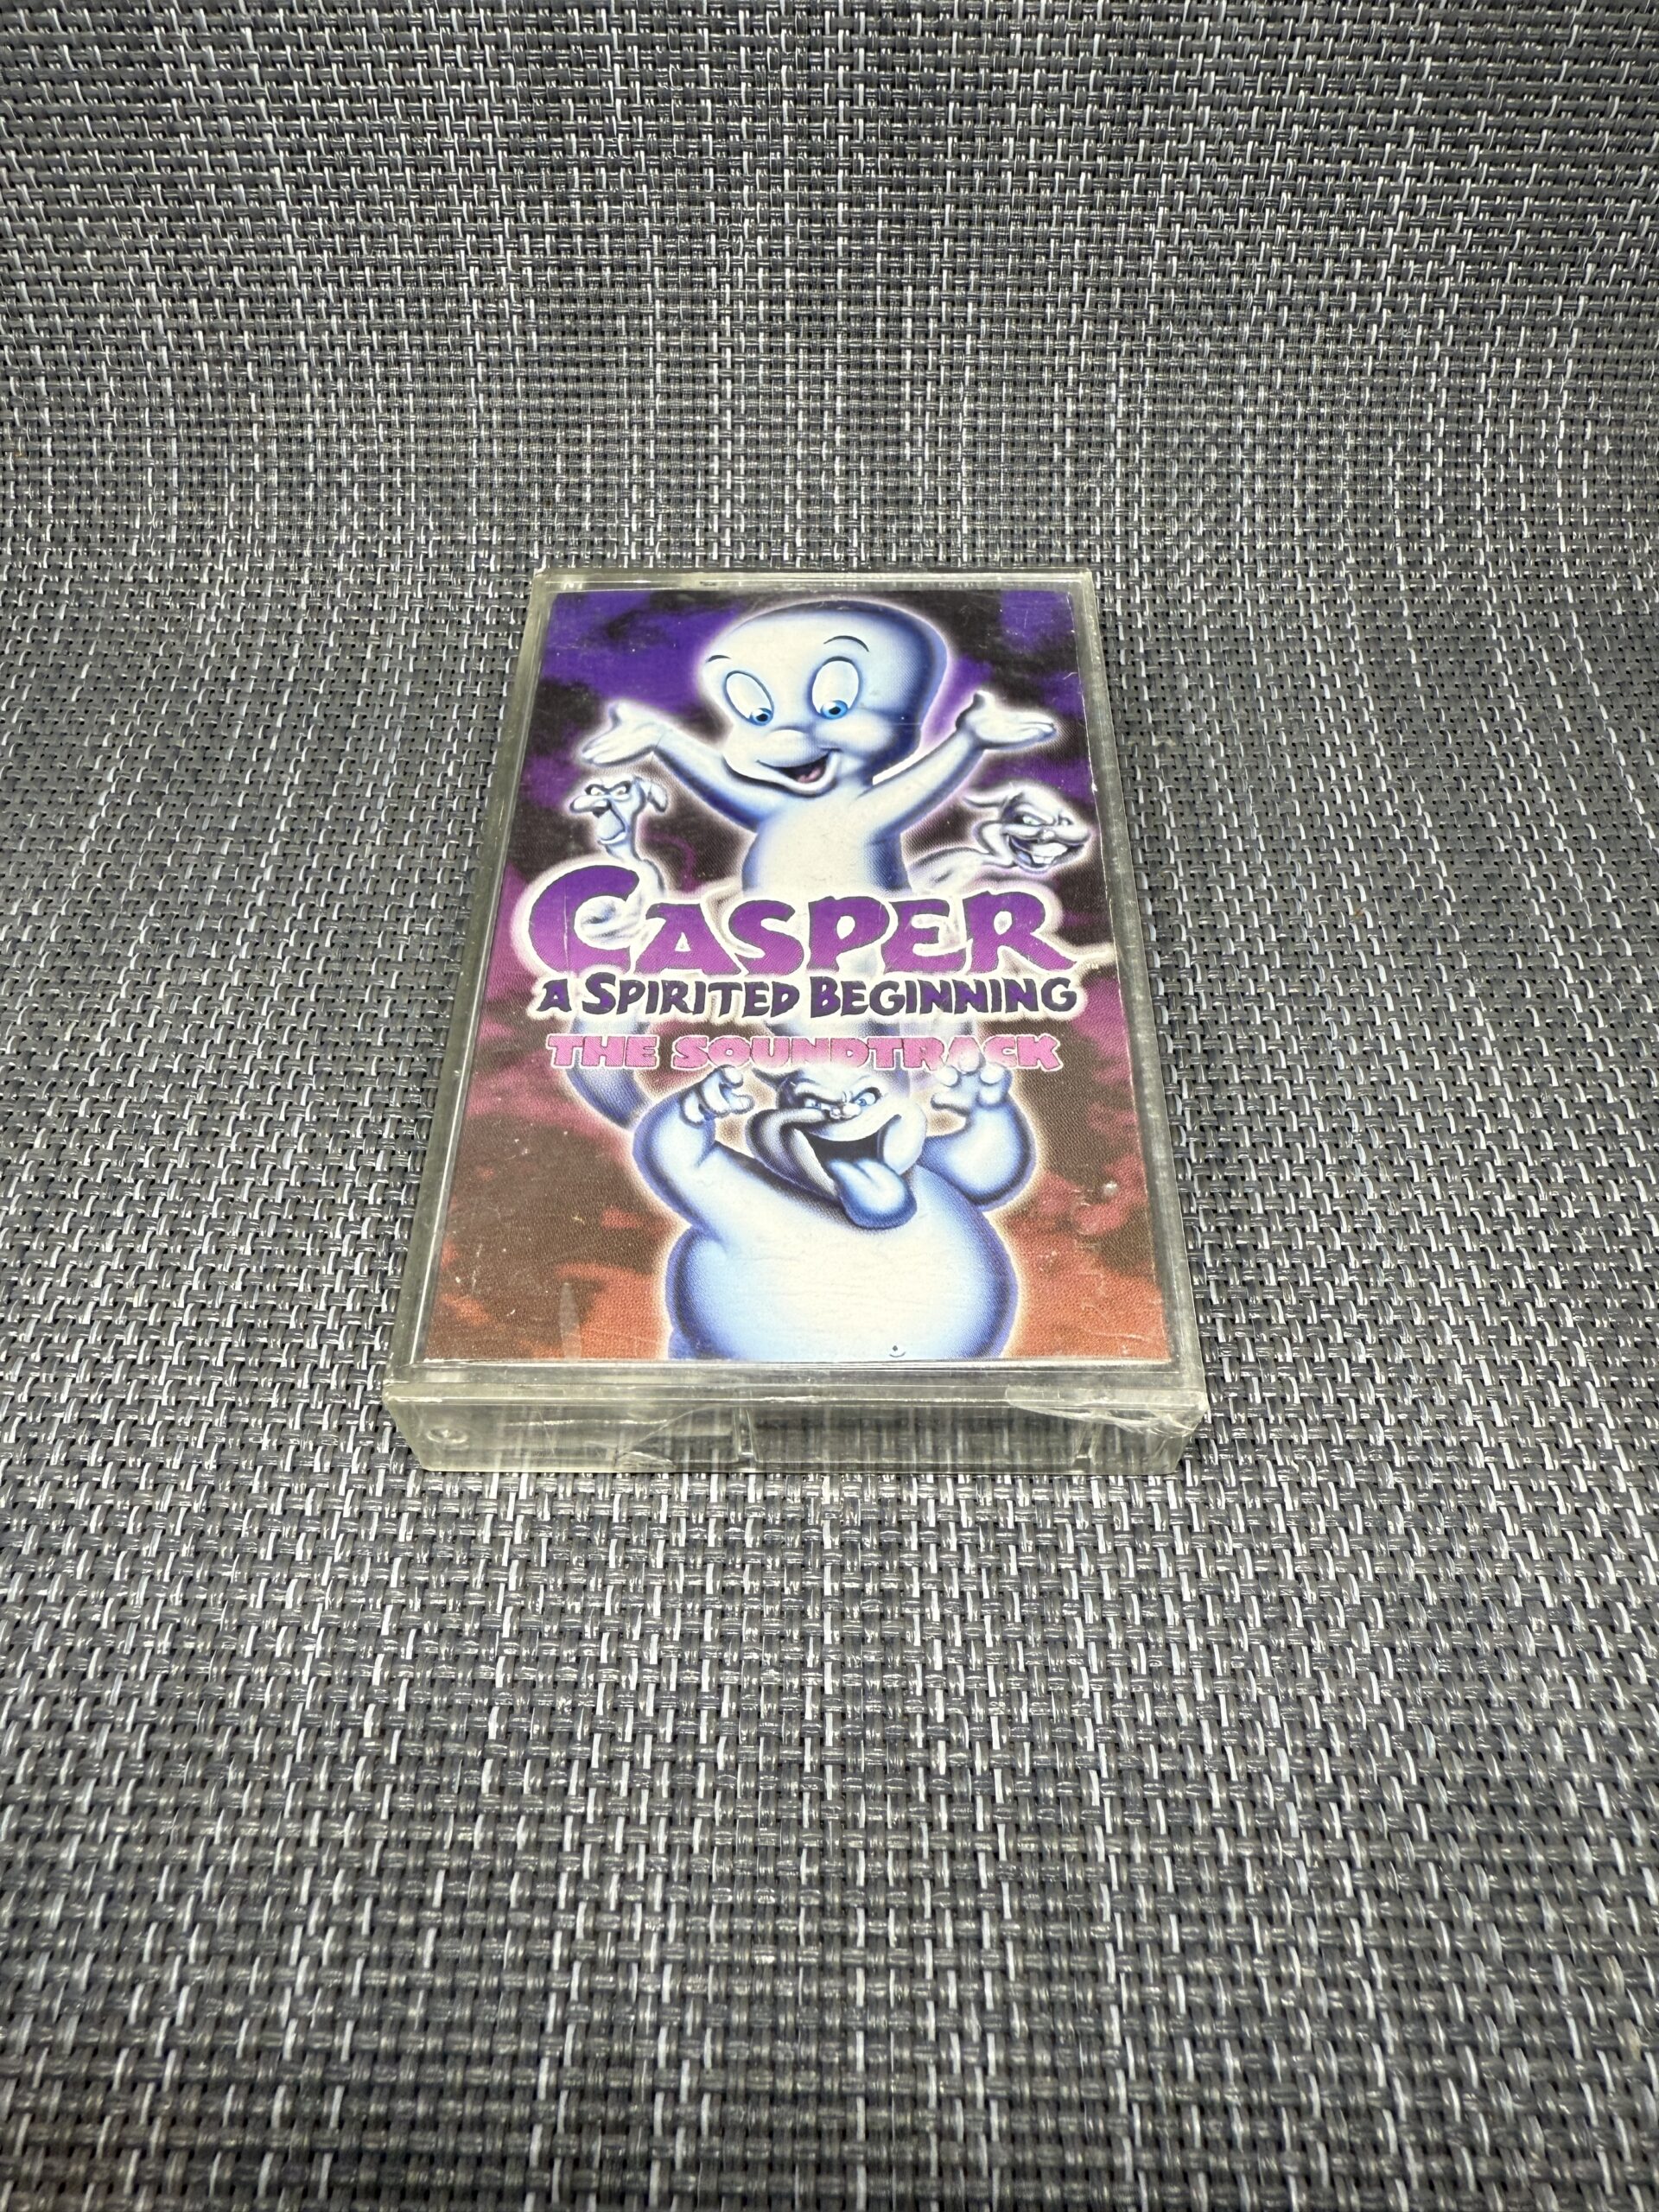 CASPER
A SPIRITED BEGINNING
THE SOUNDTRACK